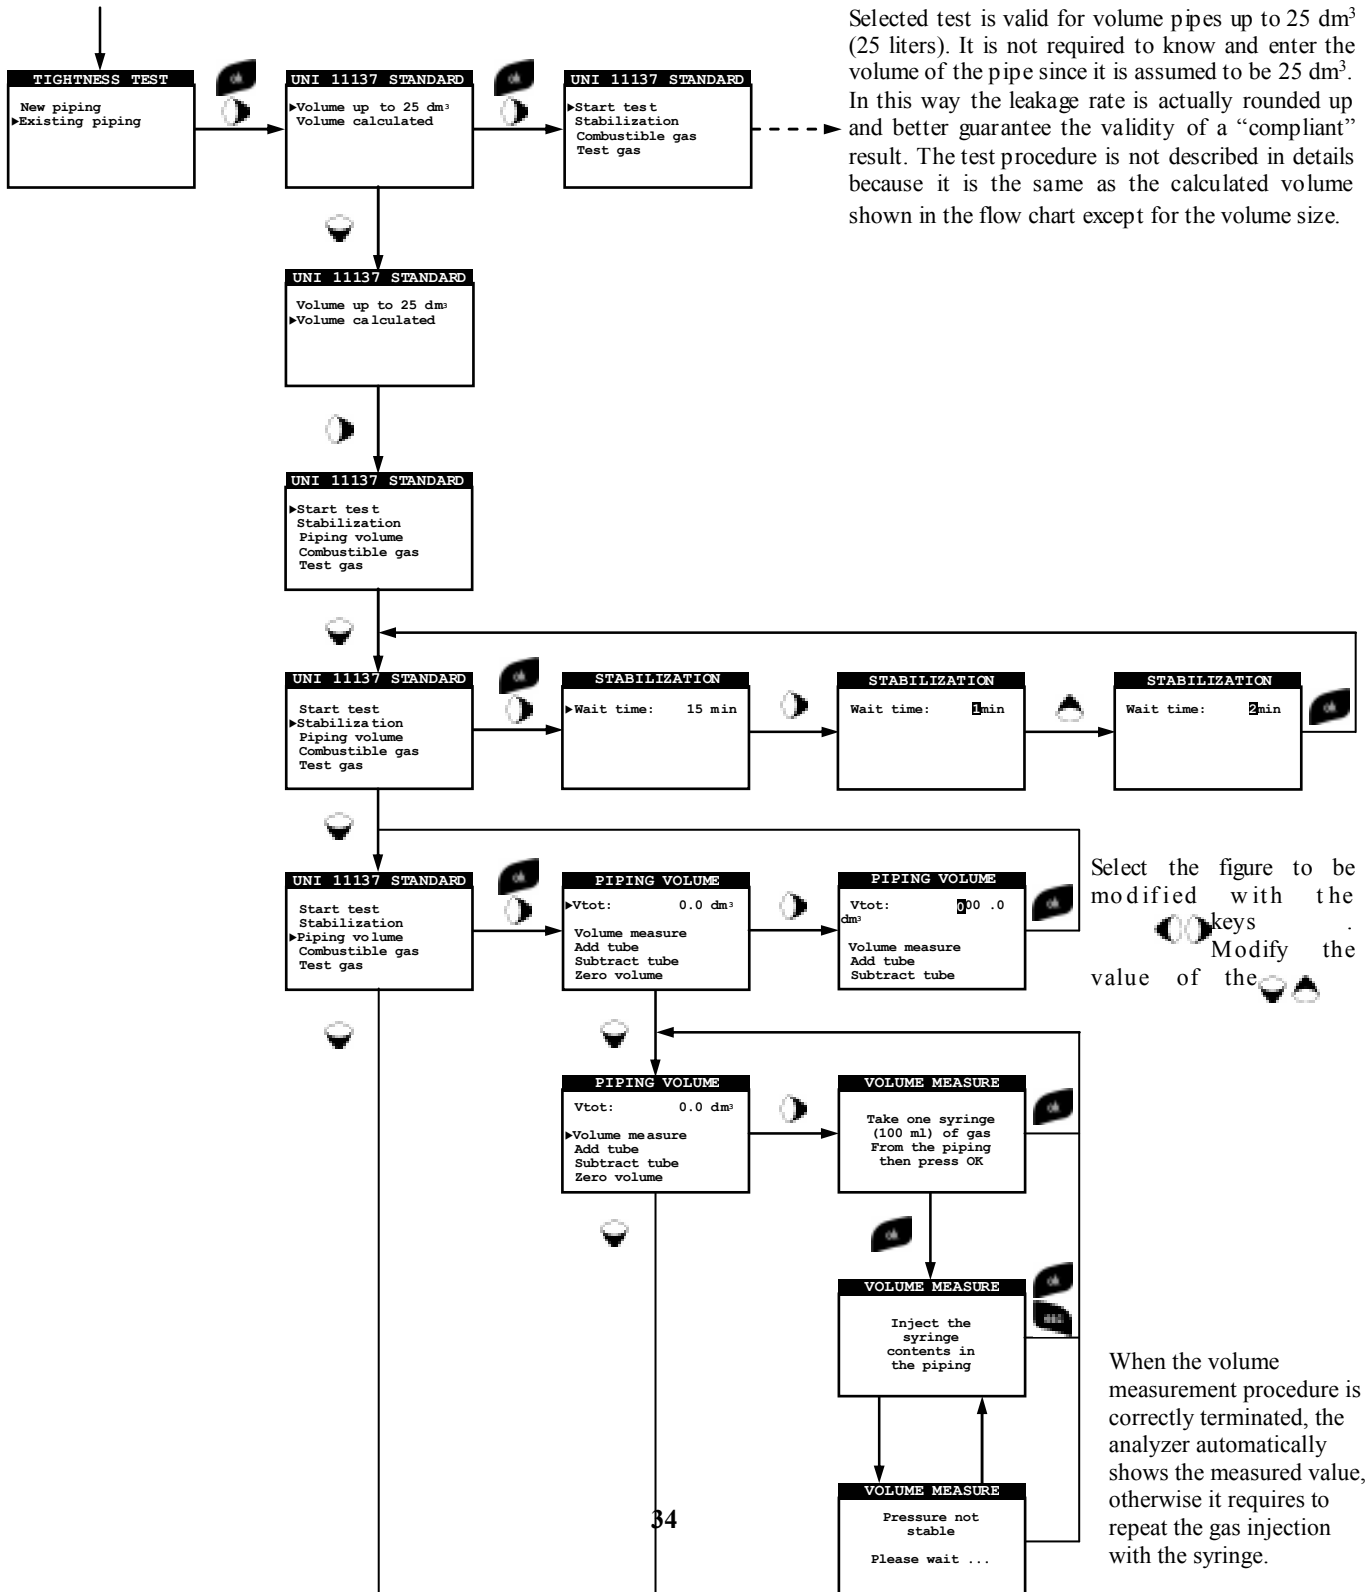 Selected test is valid for volume pipes up to 25 dm³
(25 liters). It is not required to know and enter the
volume of the pipe since it is assumed to be 25 dm³.
In this way the leakage rate is actually rounded up
and better guarantee the validity of a “compliant”
result. The test procedure is not described in details
because it is the same as the calculated volume
shown in the flow chart except for the volume size.
TIGHTNESS TEST
New piping
▶Existing piping
ok
UNI 11137 STANDARD
▶Volume up to 25 dm³
Volume calculated
ok
UNI 11137 STANDARD
▶Start test
Stabilization
Combustible gas
Test gas
UNI 11137 STANDARD
Volume up to 25 dm³
▶Volume calculated
UNI 11137 STANDARD
▶Start test
Stabilization
Piping volume
Combustible gas
Test gas
UNI 11137 STANDARD
Start test
▶Stabilization
Piping volume
Combustible gas
Test gas
ok
STABILIZATION
▶Wait time: 15 min
STABILIZATION
Wait time: 1min
STABILIZATION
Wait time: 2min
ok
UNI 11137 STANDARD
Start test
Stabilization
▶Piping volume
Combustible gas
Test gas
ok
PIPING VOLUME
▶Vtot: 0.0 dm³
Volume measure
Add tube
Subtract tube
Zero volume
PIPING VOLUME
Vtot: 000 .0
dm³
Volume measure
Add tube
Subtract tube
ok
Select the figure to be
modified with the
keys .
Modify the
value of the
PIPING VOLUME
Vtot: 0.0 dm³
▶Volume measure
Add tube
Subtract tube
Zero volume
VOLUME MEASURE
Take one syringe
(100 ml) of gas
From the piping
then press OK
ok
ok
VOLUME MEASURE
Inject the
syringe
contents in
the piping
ok
esc
VOLUME MEASURE
Pressure not
stable
Please wait ...
When the volume
measurement procedure is
correctly terminated, the
analyzer automatically
shows the measured value,
otherwise it requires to
repeat the gas injection
with the syringe.
34